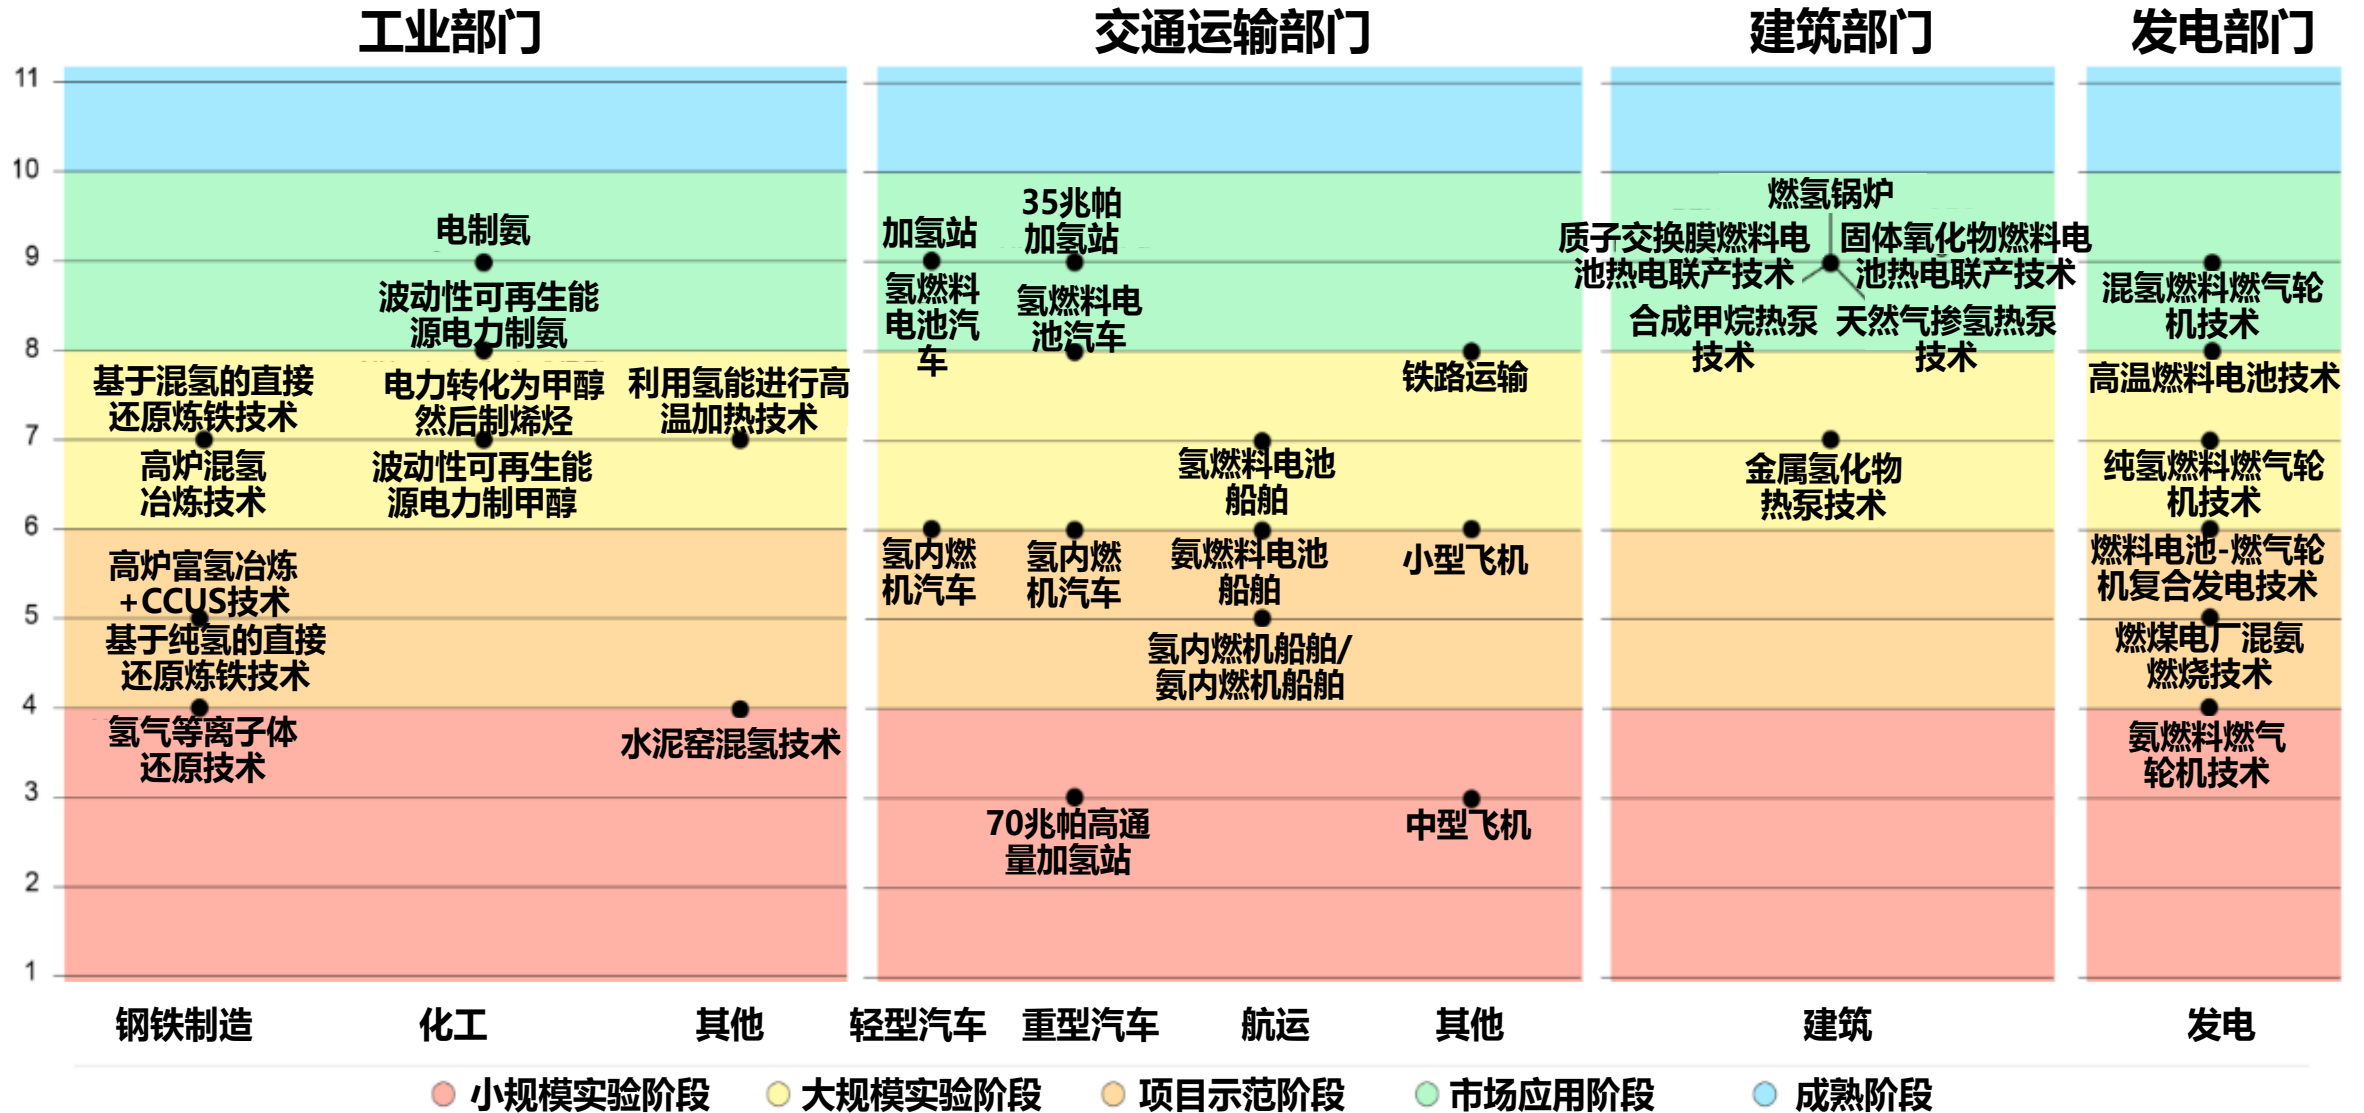 工业部门
交通运输部门
建筑部门
发电部门
11
10
9
8
7
6
5
4
3
2
1
电制氨
波动性可再生能
源电力制氨
基于混氢的直接
还原炼铁技术
电力转化为甲醇
然后制烯烃
利用氢能进行高
温加热技术
高炉混氢
冶炼技术
波动性可再生能
源电力制甲醇
高炉富氢冶炼
+CCUS技术
基于纯氢的直接
还原炼铁技术
氢气等离子体
还原技术
水泥窑混氢技术
加氢站
35兆帕
加氢站
氢燃料
电池汽
车
氢燃料电
池汽车
铁路运输
氢燃料电池
船舶
氢内燃
机汽车
氢内燃
机汽车
氨燃料电池
船舶
小型飞机
氢内燃机船舶/
氨内燃机船舶
70兆帕高通
量加氢站
中型飞机
燃氢锅炉
质子交换膜燃料电
池热电联产技术
固体氧化物燃料电
池热电联产技术
合成甲烷热泵
技术
天然气掺氢热泵
技术
金属氢化物
热泵技术
混氢燃料燃气轮
机技术
高温燃料电池技术
纯氢燃料燃气轮
机技术
燃料电池-燃气轮
机复合发电技术
燃煤电厂混氨
燃烧技术
氨燃料燃气
轮机技术
钢铁制造
化工
其他
轻型汽车
重型汽车
航运
其他
建筑
发电
小规模实验阶段
大规模实验阶段
项目示范阶段
市场应用阶段
成熟阶段